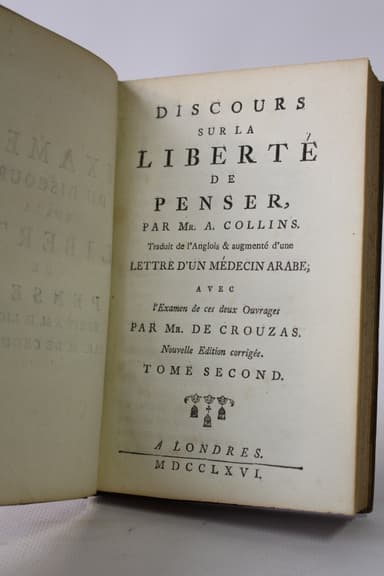 DISCOURS
SUR LA
LIBERTÉ
DE
PENSER,
PAR MR. A. COLLINS.
Traduit de l'Anglois & augmenté d'une
LETTRE D'UN MÉDECIN ARABE;
AVEC
l'Examen de ces deux Ouvrages
PAR MR. DE CROUZAS.
Nouvelle Edition corrigée.
TOME SECOND.
A LONDRES.
MDCCLXVI.